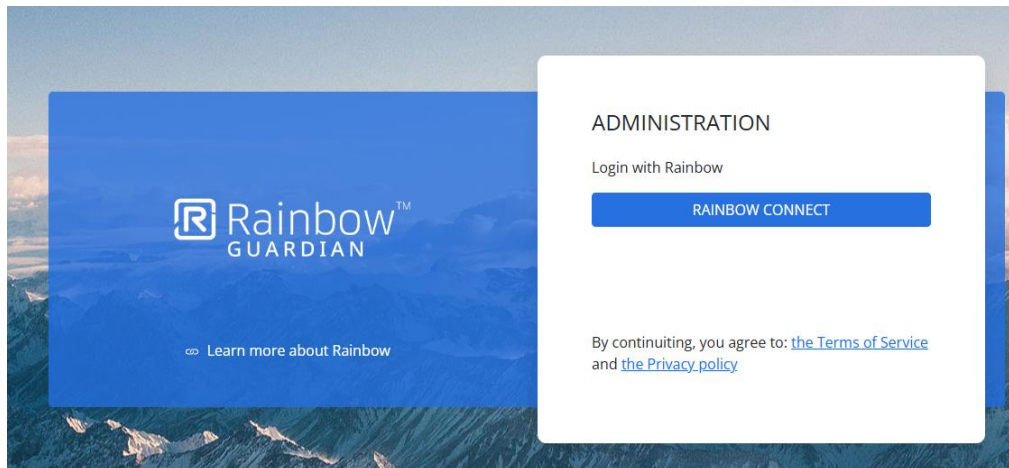 Rainbow™
GUARDIAN
Learn more about Rainbow
ADMINISTRATION
Login with Rainbow
RAINBOW CONNECT
By continuiting, you agree to: the Terms of Service
and the Privacy policy